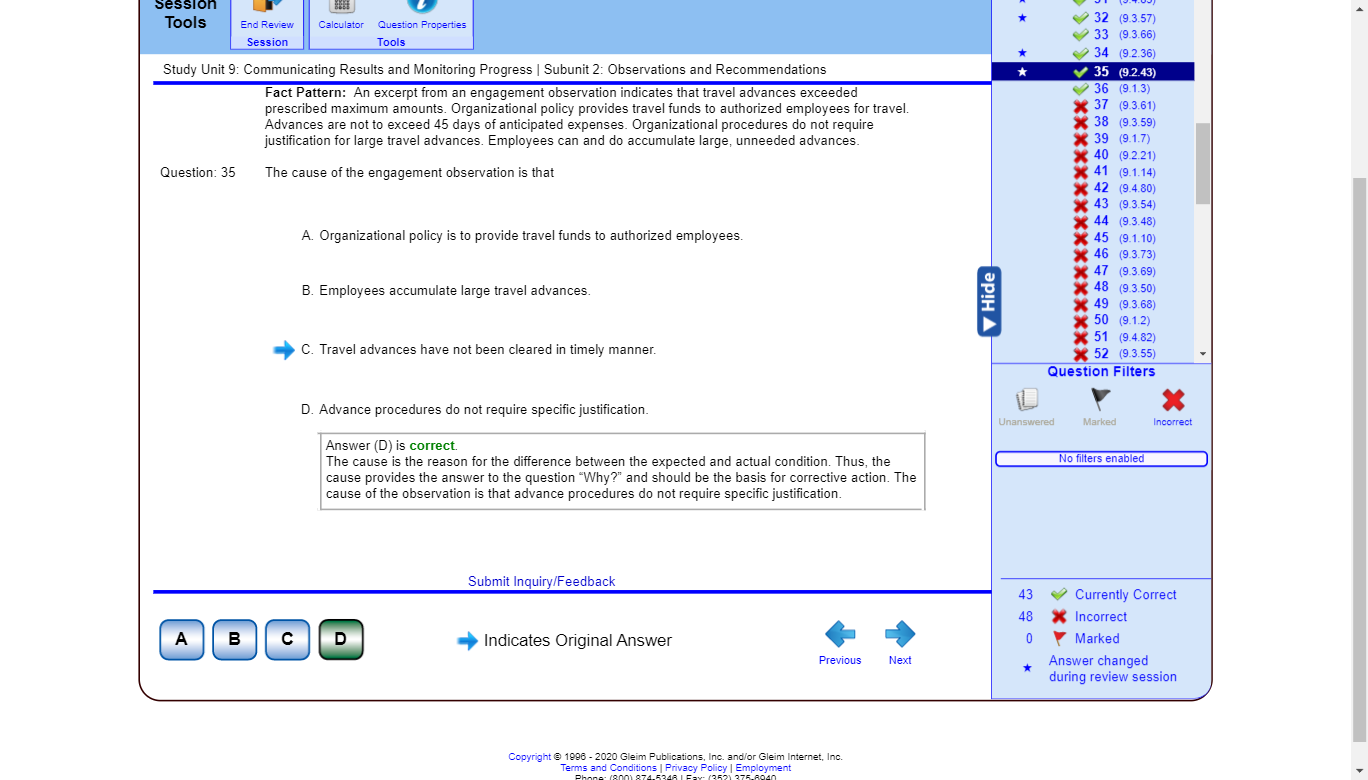 Session
Tools
End Review
Session
Calculator
Question Properties
Tools
Study Unit 9: Communicating Results and Monitoring Progress | Subunit 2: Observations and Recommendations
Fact Pattern: An excerpt from an engagement observation indicates that travel advances exceeded
prescribed maximum amounts. Organizational policy provides travel funds to authorized employees for travel.
Advances are not to exceed 45 days of anticipated expenses. Organizational procedures do not require
justification for large travel advances. Employees can and do accumulate large, unneeded advances.
Question: 35 The cause of the engagement observation is that
A. Organizational policy is to provide travel funds to authorized employees.
B. Employees accumulate large travel advances.
C. Travel advances have not been cleared in timely manner.
D. Advance procedures do not require specific justification.
Answer (D) is correct.
The cause is the reason for the difference between the expected and actual condition. Thus, the
cause provides the answer to the question “Why?” and should be the basis for corrective action. The
cause of the observation is that advance procedures do not require specific justification.
Submit Inquiry/Feedback
A B C D
Indicates Original Answer
Previous
Next
32 (9.3.57)
33 (9.3.66)
34 (9.2.36)
35 (9.2.43)
36 (9.1.3)
37 (9.3.61)
38 (9.3.59)
39 (9.1.7)
40 (9.2.21)
41 (9.1.14)
42 (9.4.80)
43 (9.3.54)
44 (9.3.48)
45 (9.1.10)
46 (9.3.73)
47 (9.3.69)
48 (9.3.50)
49 (9.3.68)
50 (9.1.2)
51 (9.4.82)
52 (9.3.55)
Hide
Question Filters
Unanswered
Marked
Incorrect
No filters enabled
43 Currently Correct
48 Incorrect
0 Marked
Answer changed
during review session
Copyright © 1996 - 2020 Gleim Publications, Inc. and/or Gleim Internet, Inc.
Terms and Conditions | Privacy Policy | Employment
Phone: (800) 874-5346 | Fax: (352) 375-6940